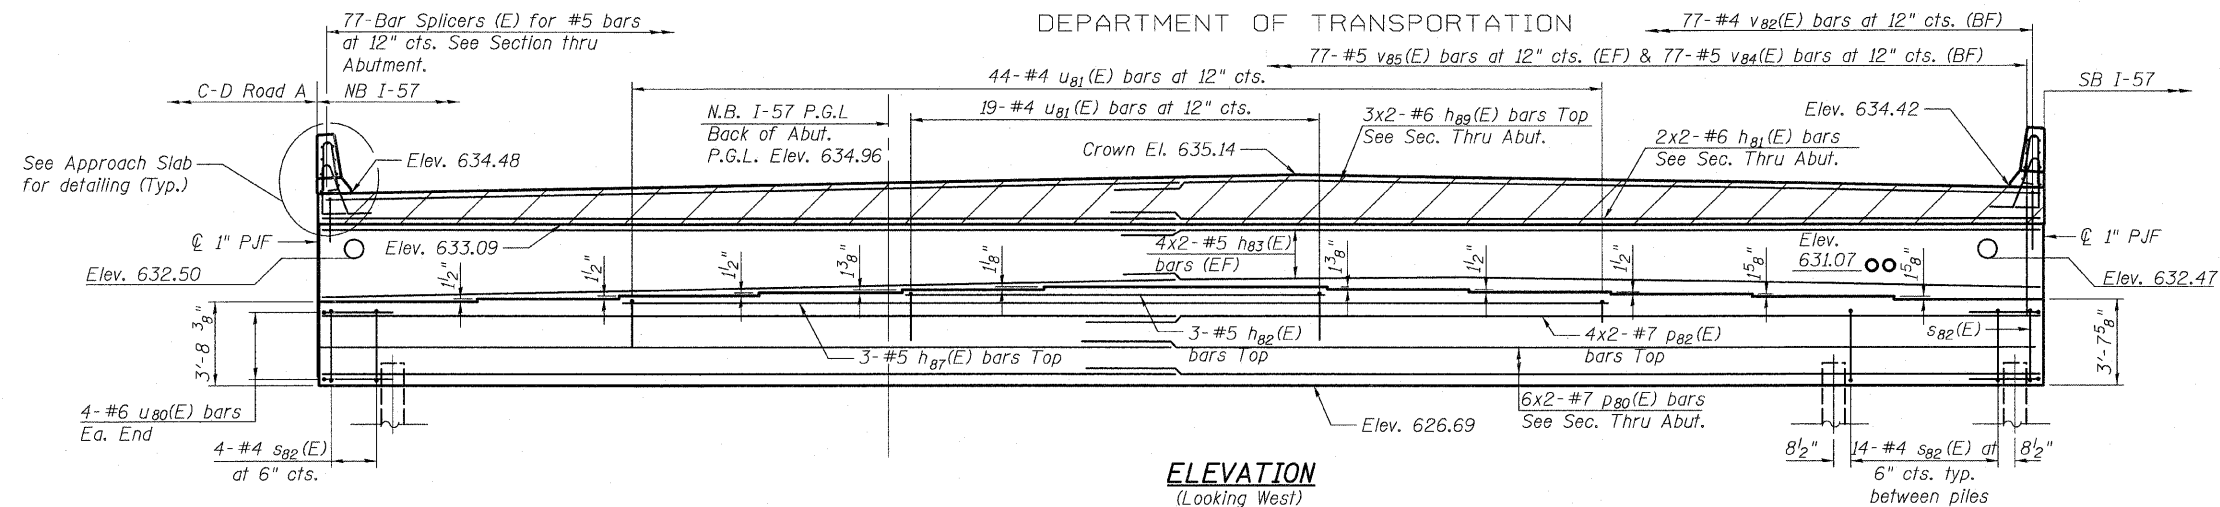 DEPARTMENT OF TRANSPORTATION
77-Bar Splicers (E) for #5 bars
at 12" cts. See Section thru
Abutment.
77-#4 v82(E) bars at 12" cts. (BF)
77-#5 v85(E) bars at 12" cts. (EF) & 77-#5 v84(E) bars at 12" cts. (BF)
44-#4 u81(E) bars at 12" cts.
C-D Road A
NB I-57
SB I-57
N.B. I-57 P.G.L
Back of Abut.
P.G.L. Elev. 634.96
19-#4 u81(E) bars at 12" cts.
3x2-#6 h89(E) bars Top
See Sec. Thru Abut.
Elev. 634.42
2x2-#6 h81(E) bars
See Sec. Thru Abut.
Crown El. 635.14
See Approach Slab
for detailing (Typ.)
Elev. 634.48
℄ 1" PJF
Elev. 633.09
4x2-#5 h83(E)
bars (EF)
Elev.
631.07
℄ 1" PJF
Elev. 632.50
Elev. 632.47
1½"
1½"
1½"
1⅜"
1⅛"
1⅜"
1½"
1½"
1⅝"
1⅝"
3'-8 ⅜"
3-#5 h87(E) bars Top
3-#5 h82(E)
bars Top
4x2-#7 p82(E)
bars Top
s82(E)
3'-7⅝"
4-#6 u80(E) bars
Ea. End
4-#4 s82(E)
at 6" cts.
Elev. 626.69
6x2-#7 p80(E) bars
See Sec. Thru Abut.
8½"
14-#4 s82(E) at
6" cts. typ.
between piles
8½"
ELEVATION
(Looking West)